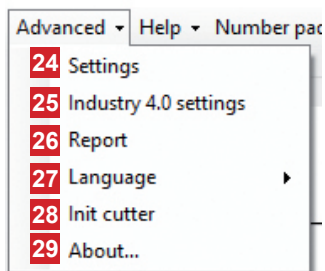 Advanced Help Number pad
24 Settings
25 Industry 4.0 settings
26 Report
27 Language
28 Init cutter
29 About...